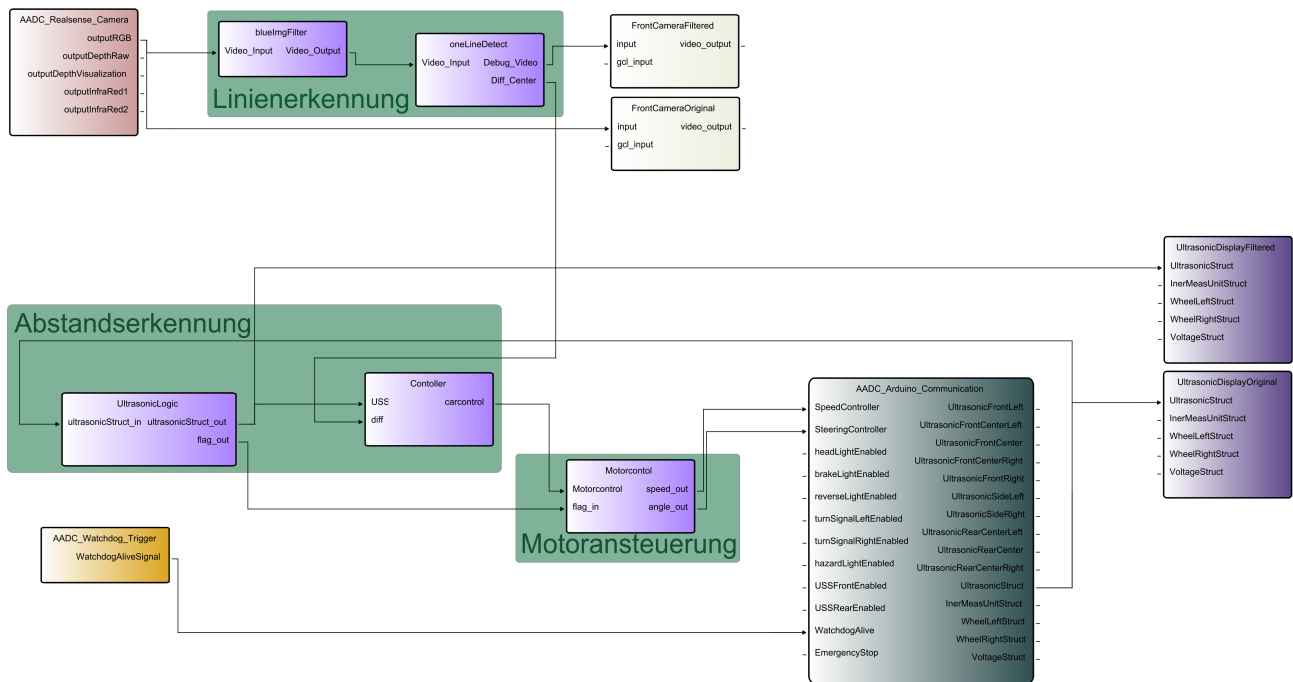 AADC_Realsense_Camera
outputRGB
outputDepthRaw
outputDepthVisualization
outputInfraRed1
outputInfraRed2
blueImgFilter
Video_Input Video_Output
oneLineDetect
Video_Input Debug_Video
Diff_Center
Linienerkennung
FrontCameraFiltered
input video_output
gcl_input
FrontCameraOriginal
input video_output
gcl_input
UltrasonicDisplayFiltered
UltrasonicStruct
InerMeasUnitStruct
WheelLeftStruct
WheelRightStruct
VoltageStruct
UltrasonicDisplayOriginal
UltrasonicStruct
InerMeasUnitStruct
WheelLeftStruct
WheelRightStruct
VoltageStruct
Abstandserkennung
UltrasonicLogic
ultrasonicStruct_in ultrasonicStruct_out
flag_out
Contoller
USS carcontrol
diff
Motorcontol
Motorcontrol speed_out
flag_in angle_out
Motoransteuerung
AADC_Watchdog_Trigger
WatchdogAliveSignal
AADC_Arduino_Communication
SpeedController UltrasonicFrontLeft
SteeringController UltrasonicFrontCenterLeft
headLightEnabled UltrasonicFrontCenter
brakeLightEnabled UltrasonicFrontCenterRight
reverseLightEnabled UltrasonicFrontRight
turnSignalLeftEnabled UltrasonicSideLeft
turnSignalRightEnabled UltrasonicSideRight
hazardLightEnabled UltrasonicRearCenterLeft
USSFrontEnabled UltrasonicRearCenter
USSRearEnabled UltrasonicRearCenterRight
WatchdogAlive UltrasonicStruct
EmergencyStop InerMeasUnitStruct
WheelLeftStruct
WheelRightStruct
VoltageStruct